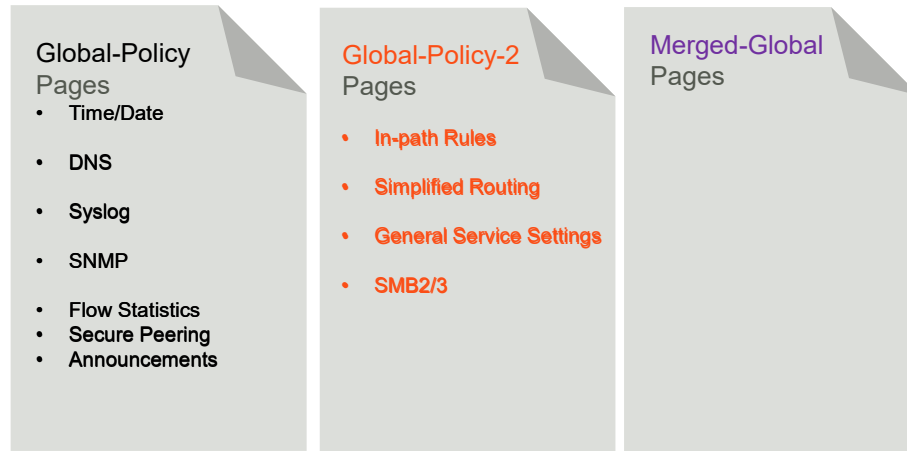 Global-Policy
Pages
• Time/Date
• DNS
• Syslog
• SNMP
• Flow Statistics
• Secure Peering
• Announcements
Global-Policy-2
Pages
• In-path Rules
• Simplified Routing
• General Service Settings
• SMB2/3
Merged-Global
Pages